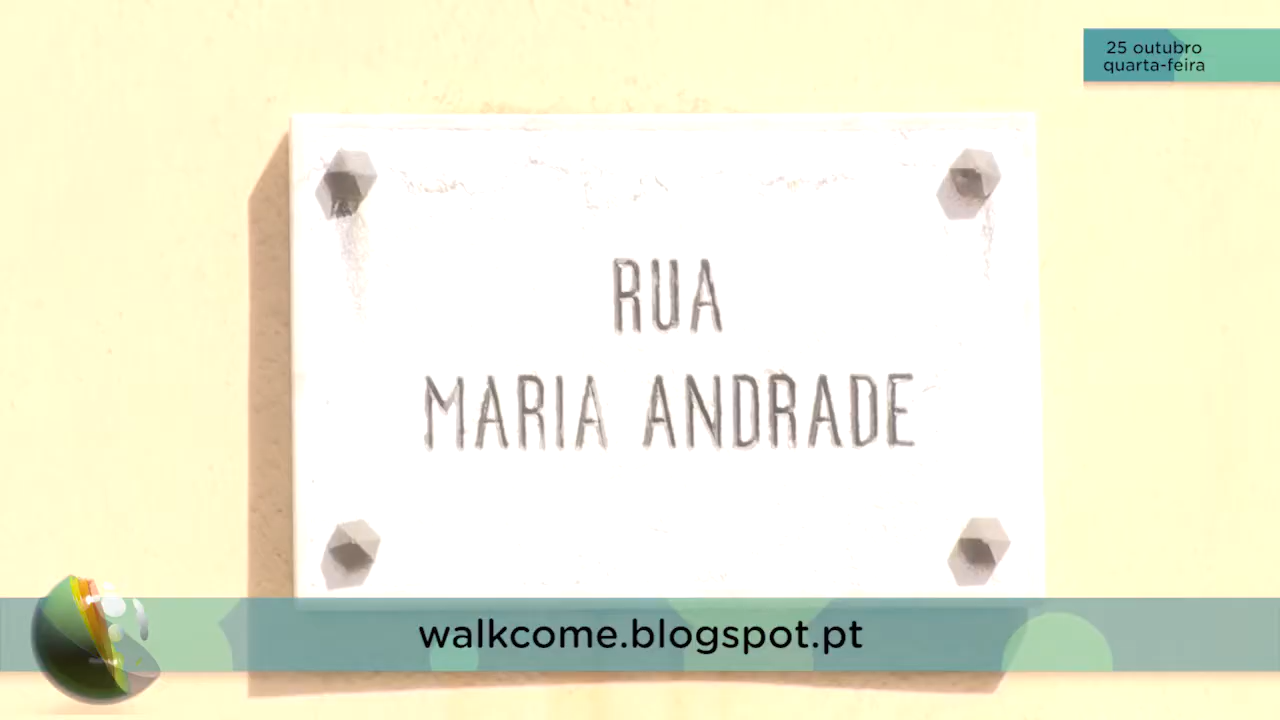 25 outubro
quarta-feira
RUA
MARIA ANDRADE
walkcome.blogspot.pt